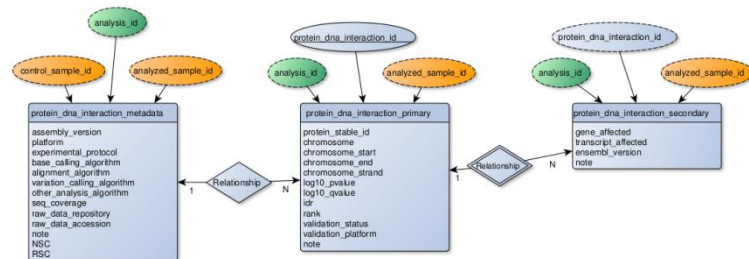 analysis_id
control_sample_id
analyzed_sample_id
protein_dna_interaction_metadata
assembly_version
platform
experimental_protocol
base_calling_algorithm
alignment_algorithm
variation_calling_algorithm
other_analysis_algorithm
seq_coverage
raw_data_repository
raw_data_accession
note
NSC
RSC
1
Relationship
N
protein_dna_interaction_id
analysis_id
analyzed_sample_id
protein_dna_interaction_primary
protein_stable_id
chromosome
chromosome_start
chromosome_end
chromosome_strand
log10_pvalue
log10_qvalue
idr
rank
validation_status
validation_platform
note
1
Relationship
N
protein_dna_interaction_id
analysis_id
analyzed_sample_id
protein_dna_interaction_secondary
gene_affected
transcript_affected
ensembl_version
note